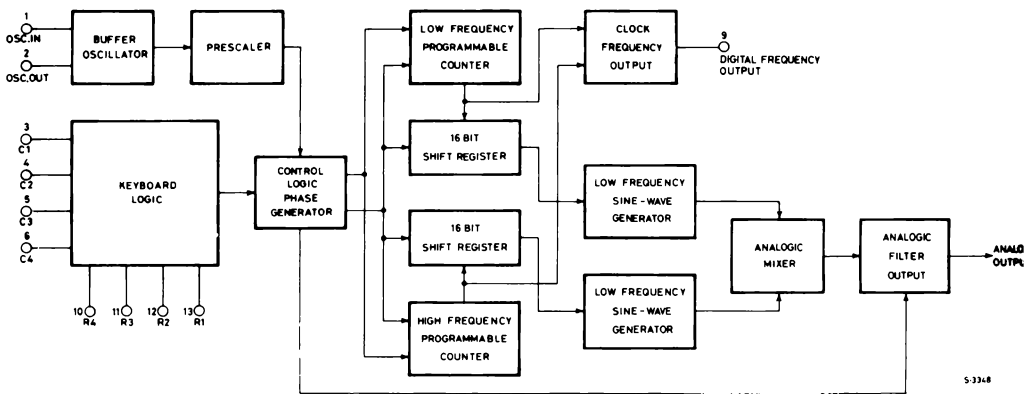 1
OSC.IN
2
OSC.OUT
BUFFER
OSCILLATOR
PRESCALER
LOW FREQUENCY
PROGRAMMABLE
COUNTER
CLOCK
FREQUENCY
OUTPUT
9
DIGITAL FREQUENCY
OUTPUT
3
C1
4
C2
5
C3
6
C4
KEYBOARD
LOGIC
10
R4
11
R3
12
R2
13
R1
CONTROL
LOGIC
PHASE
GENERATOR
16 BIT
SHIFT REGISTER
16 BIT
SHIFT REGISTER
HIGH FREQUENCY
PROGRAMMABLE
COUNTER
LOW FREQUENCY
SINE-WAVE
GENERATOR
LOW FREQUENCY
SINE-WAVE
GENERATOR
ANALOGIC
MIXER
ANALOGIC
FILTER
OUTPUT
ANALO
OUTPU
S-3348